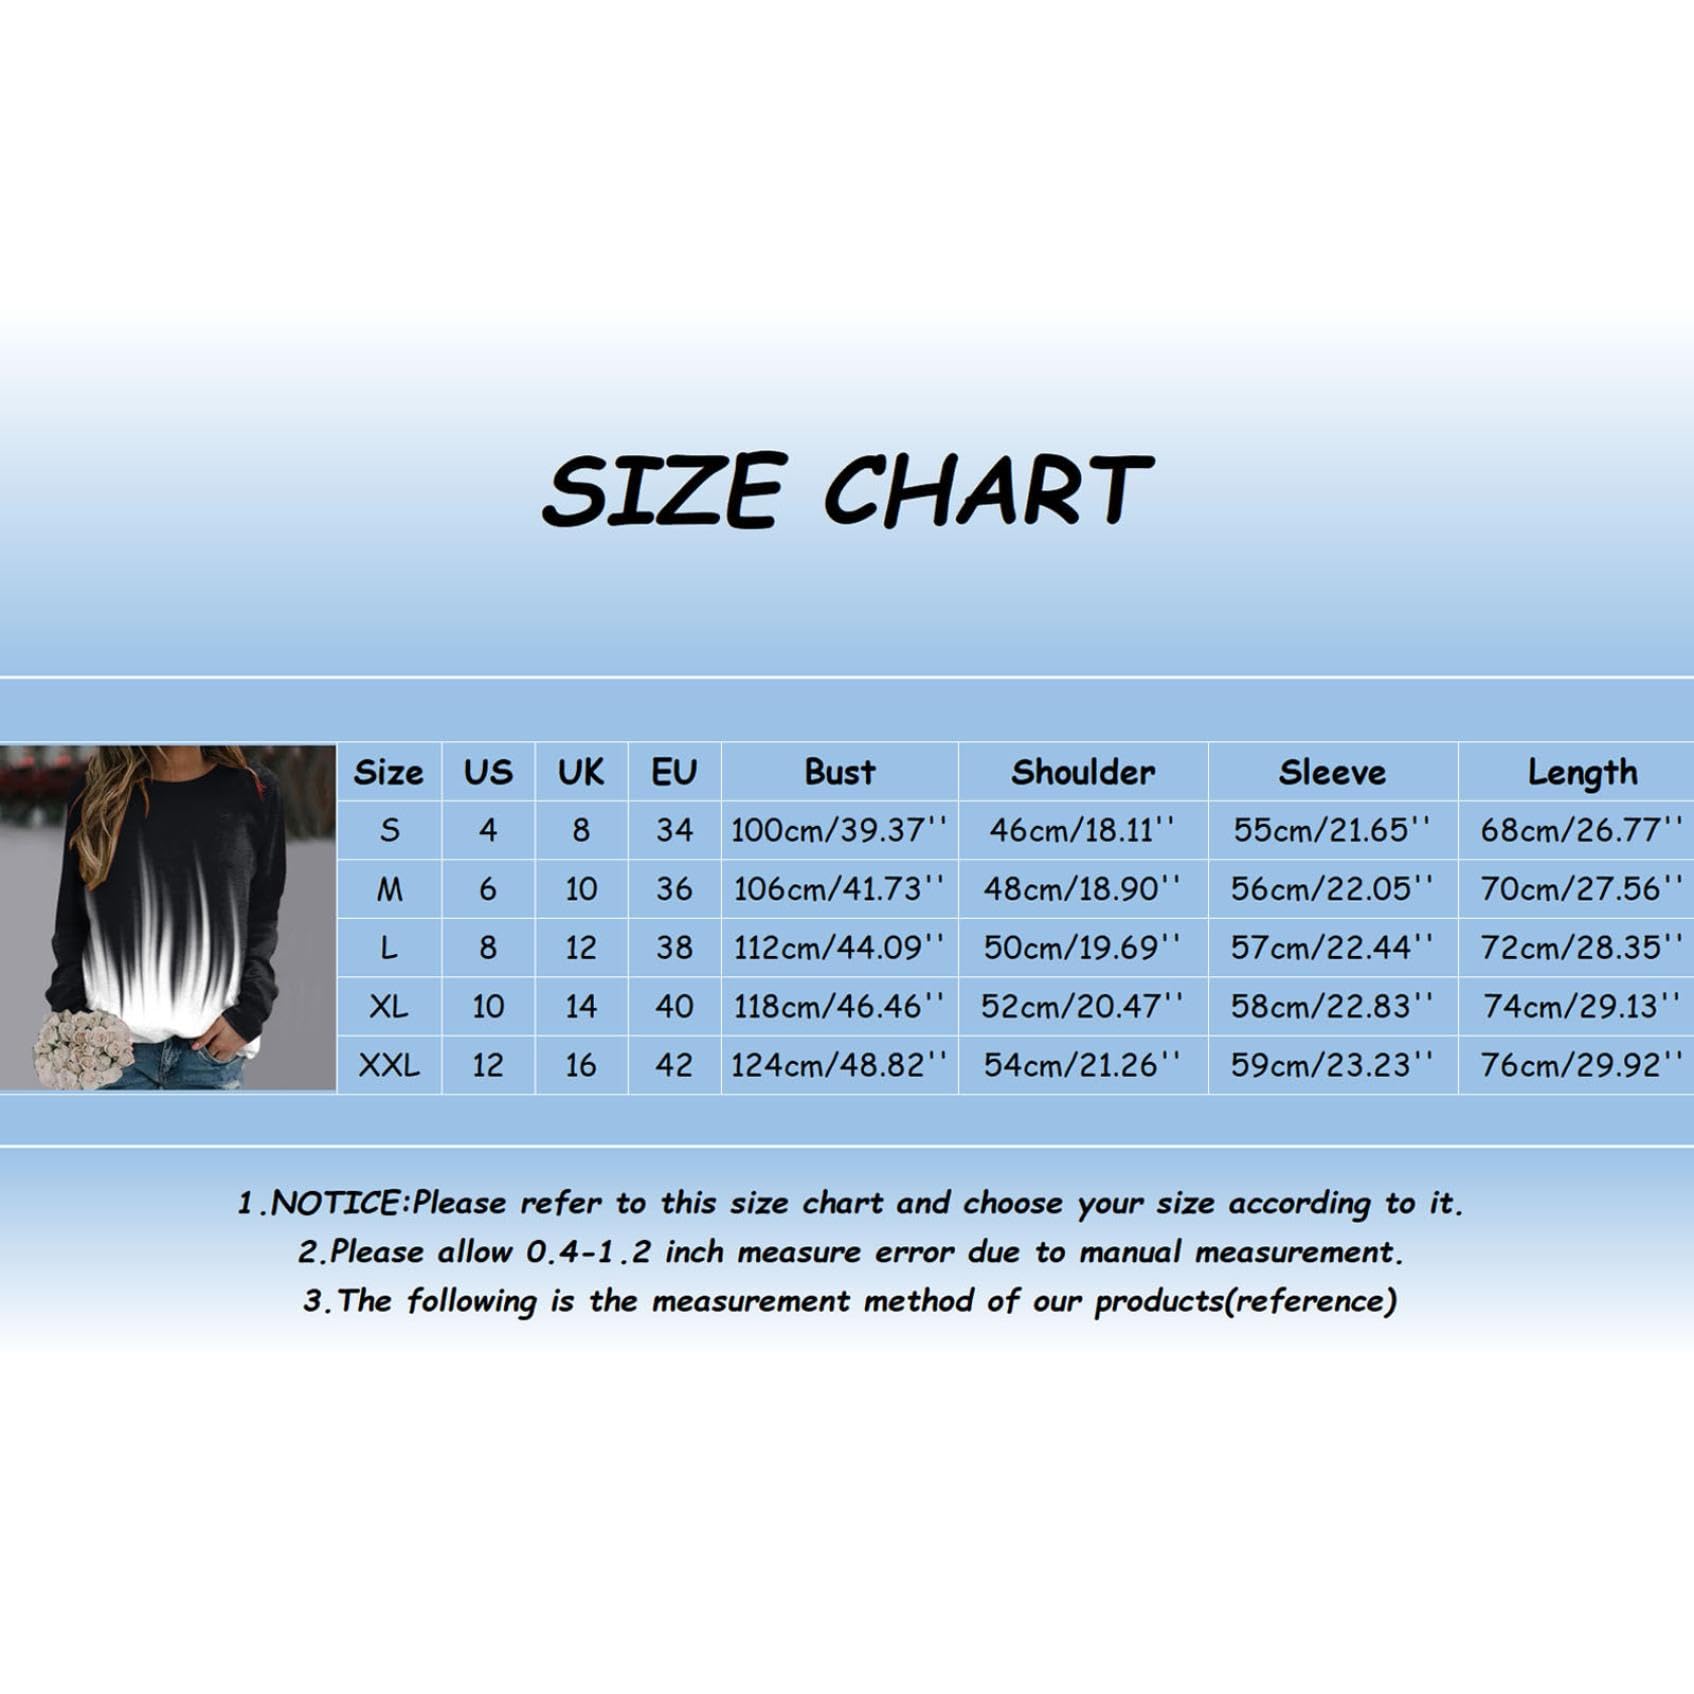 SIZE CHART
Size US UK EU Bust Shoulder Sleeve Length
S 4 8 34 100cm/39.37'' 46cm/18.11'' 55cm/21.65'' 68cm/26.77''
M 6 10 36 106cm/41.73'' 48cm/18.90'' 56cm/22.05'' 70cm/27.56''
L 8 12 38 112cm/44.09'' 50cm/19.69'' 57cm/22.44'' 72cm/28.35''
XL 10 14 40 118cm/46.46'' 52cm/20.47'' 58cm/22.83'' 74cm/29.13''
XXL 12 16 42 124cm/48.82'' 54cm/21.26'' 59cm/23.23'' 76cm/29.92''
1.NOTICE:Please refer to this size chart and choose your size according to it.
2.Please allow 0.4-1.2 inch measure error due to manual measurement.
3.The following is the measurement method of our products(reference)